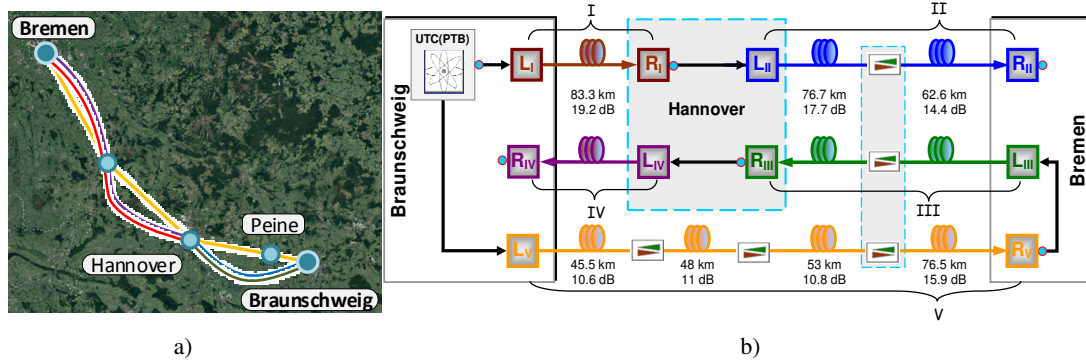 Bremen
Peine
Hannover
Braunschweig
a)
I
II
UTC(PTB)
L_I
R_I
L_II
R_II
83.3 km
19.2 dB
Hannover
76.7 km
17.7 dB
62.6 km
14.4 dB
Braunschweig
Bremen
R_IV
L_IV
R_III
L_III
IV
III
L_V
R_V
45.5 km
10.6 dB
48 km
11 dB
53 km
10.8 dB
76.5 km
15.9 dB
V
b)